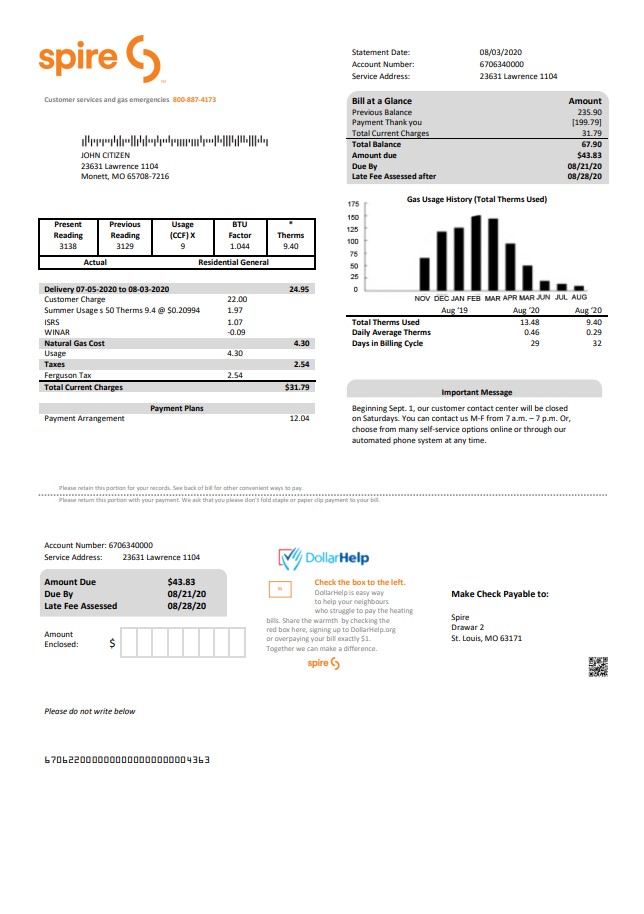 spire
Statement Date: 08/03/2020
Account Number: 6706340000
Service Address: 23631 Lawrence 1104
Customer services and gas emergencies 800-887-4173
Bill at a Glance Amount
Previous Balance 235.90
Payment Thank you [199.79]
Total Current Charges 31.79
Total Balance 67.90
Amount due $43.83
Due By 08/21/20
Late Fee Assessed after 08/28/20
JOHN CITIZEN
23631 Lawrence 1104
Monett, MO 65708-7216
Gas Usage History (Total Therms Used)
175
150
125
100
75
50
25
0
NOV DEC JAN FEB MAR APR MAR JUN JUL AUG
Aug '19 Aug '20 Aug '20
Total Therms Used 13.48 9.40
Daily Average Therms 0.46 0.29
Days in Billing Cycle 29 32
Present Reading Previous Reading Usage (CCF) X BTU Factor * Therms
3138 3129 9 1.044 9.40
Actual Residential General
Delivery 07-05-2020 to 08-03-2020 24.95
Customer Charge 22.00
Summer Usage s 50 Therms 9.4 @ $0.20994 1.97
ISRS 1.07
WINAR -0.09
Natural Gas Cost 4.30
Usage 4.30
Taxes 2.54
Ferguson Tax 2.54
Total Current Charges $31.79
Payment Plans
Payment Arrangement 12.04
Important Message
Beginning Sept. 1, our customer contact center will be closed
on Saturdays. You can contact us M-F from 7 a.m. – 7 p.m. Or,
choose from many self-service options online or through our
automated phone system at any time.
Please retain this portion for your records. See back of bill for other convenient ways to pay.
Please return this portion with your payment. We ask that you please don't fold staple or paper clip payment to your bill.
Account Number: 6706340000
Service Address: 23631 Lawrence 1104
Amount Due $43.83
Due By 08/21/20
Late Fee Assessed 08/28/20
Amount
Enclosed: $
DollarHelp
Check the box to the left.
DollarHelp is easy way
to help your neighbours
who struggle to pay the heating
bills. Share the warmth by checking the
red box here, signing up to DollarHelp.org
or overpaying your bill exactly $1.
Together we can make a difference.
spire
Make Check Payable to:
Spire
Drawar 2
St. Louis, MO 63171
Please do not write below
6706220000000000000000004363